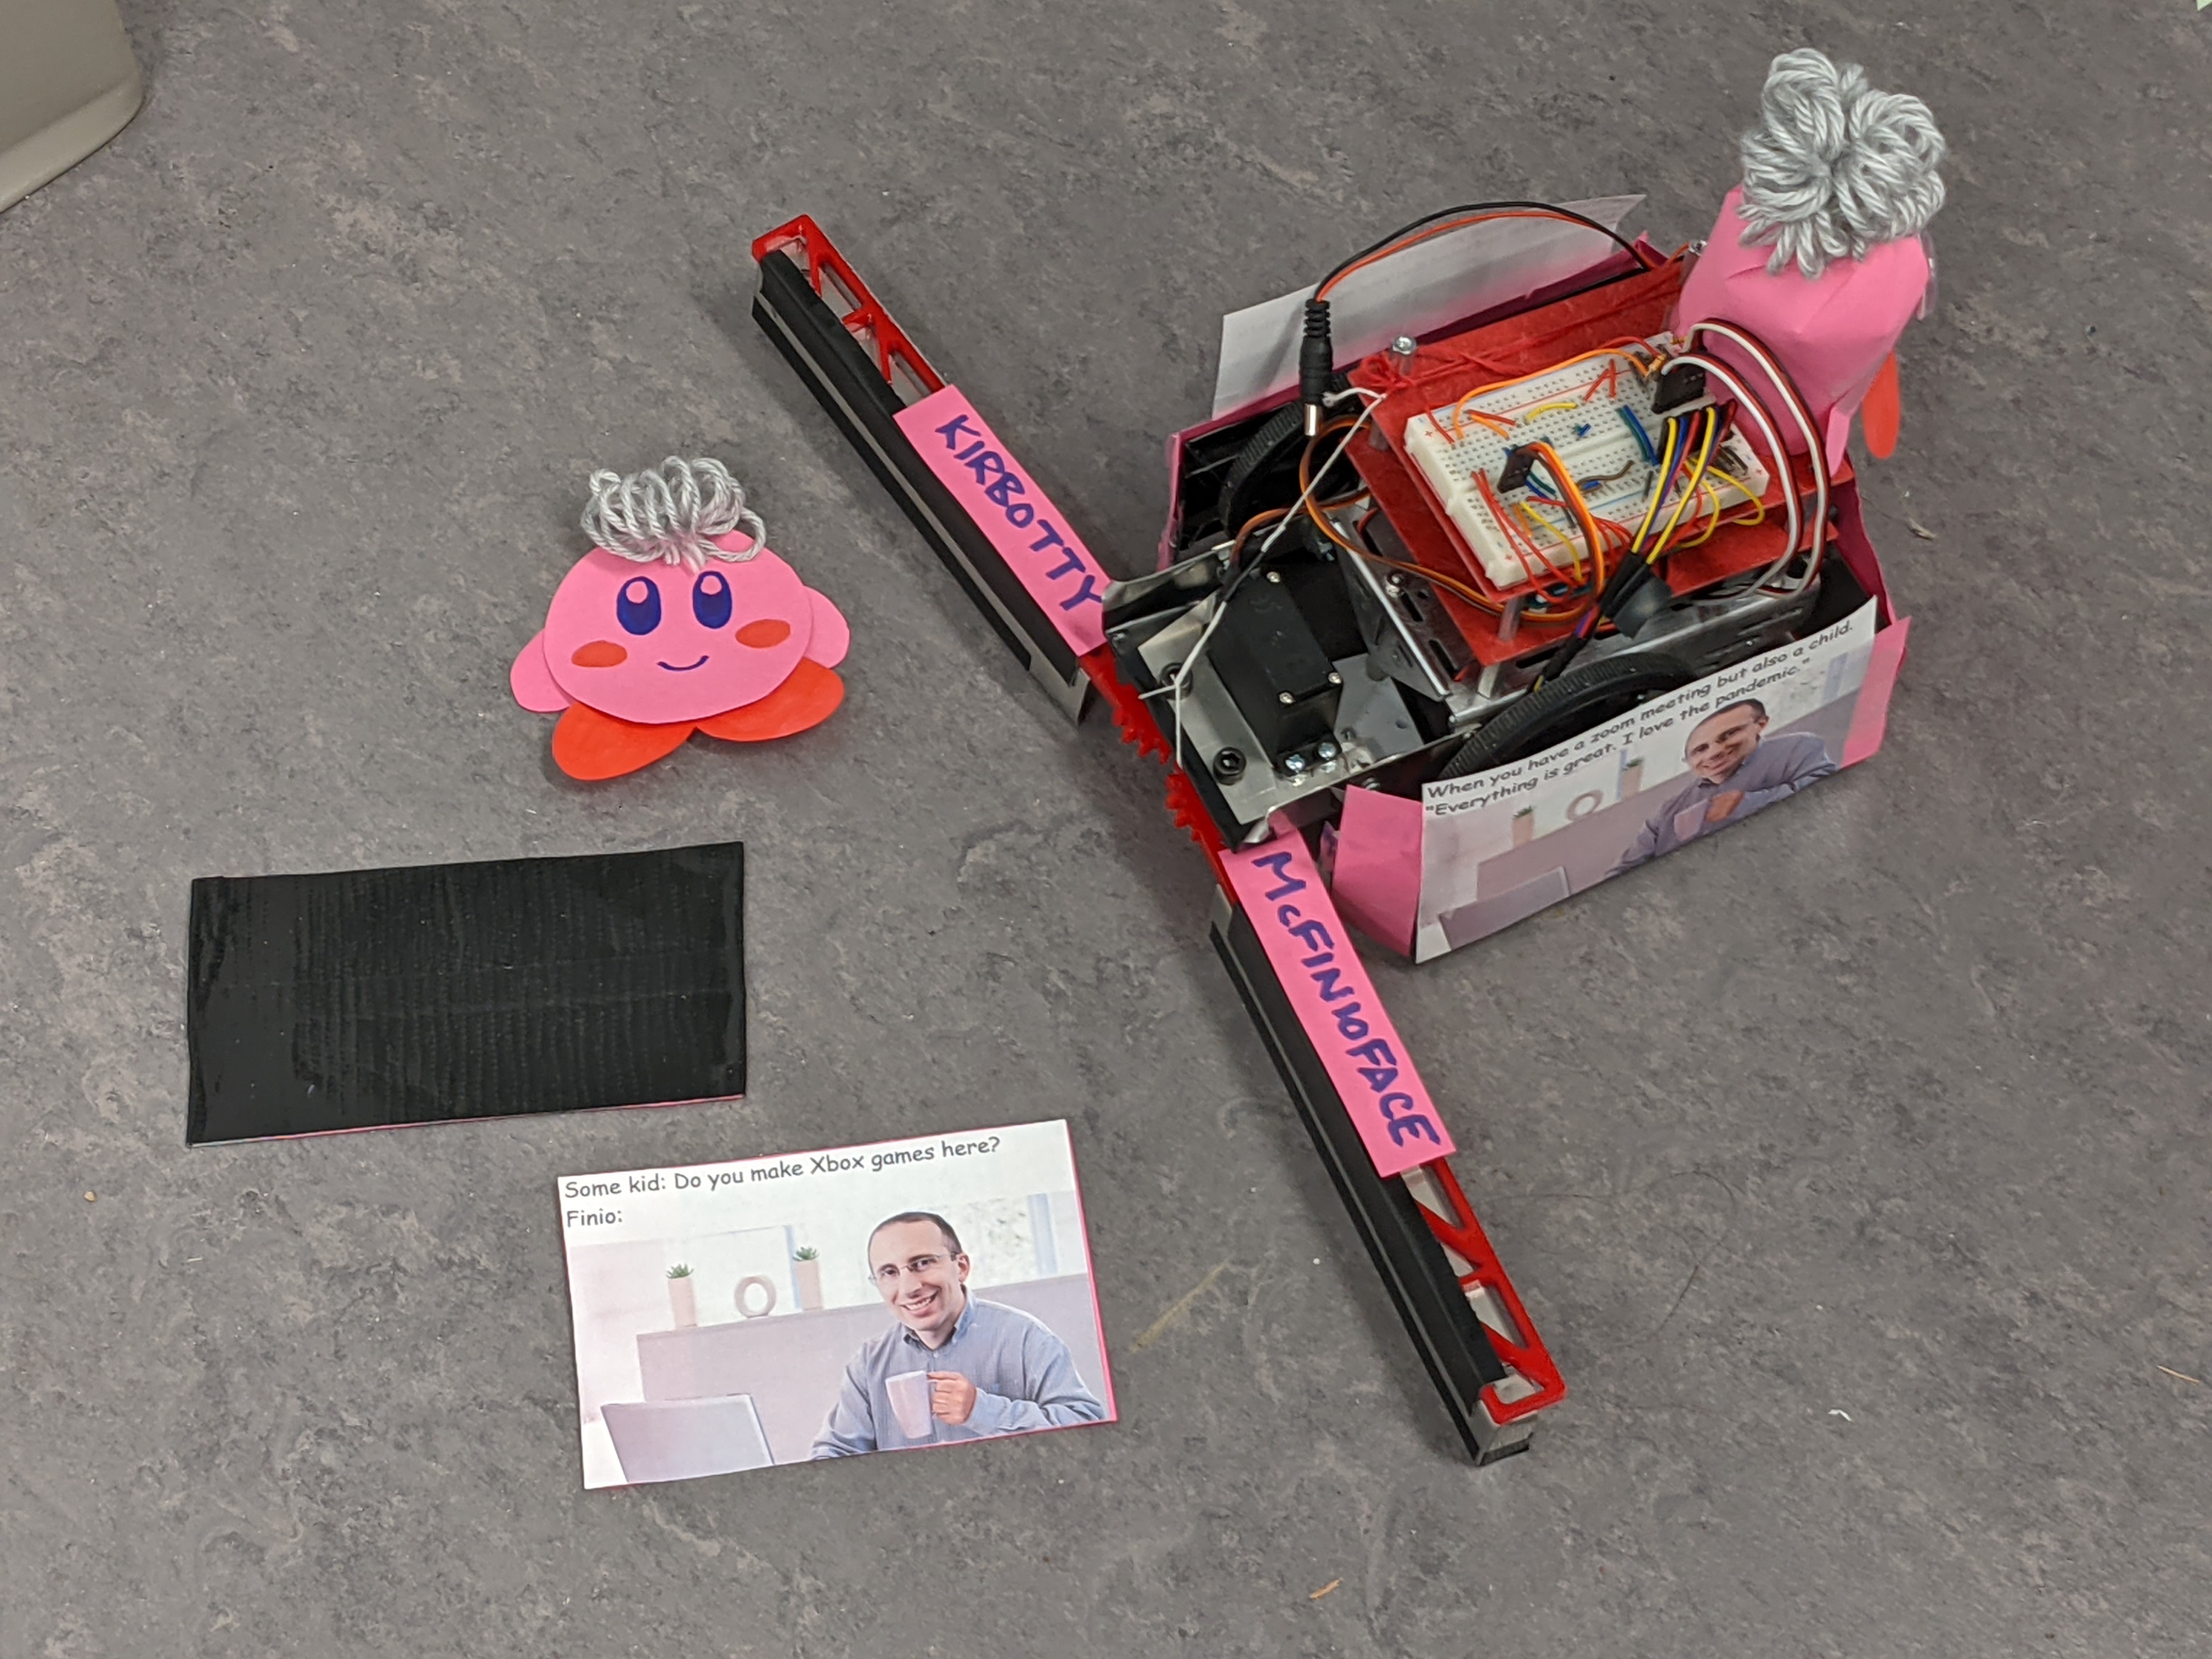 KIRBOTTY
McFINIOFACE
When you have a zoom meeting but also a child.
"Everything is great. I love the pandemic."
Some kid: Do you make Xbox games here?
Finio: